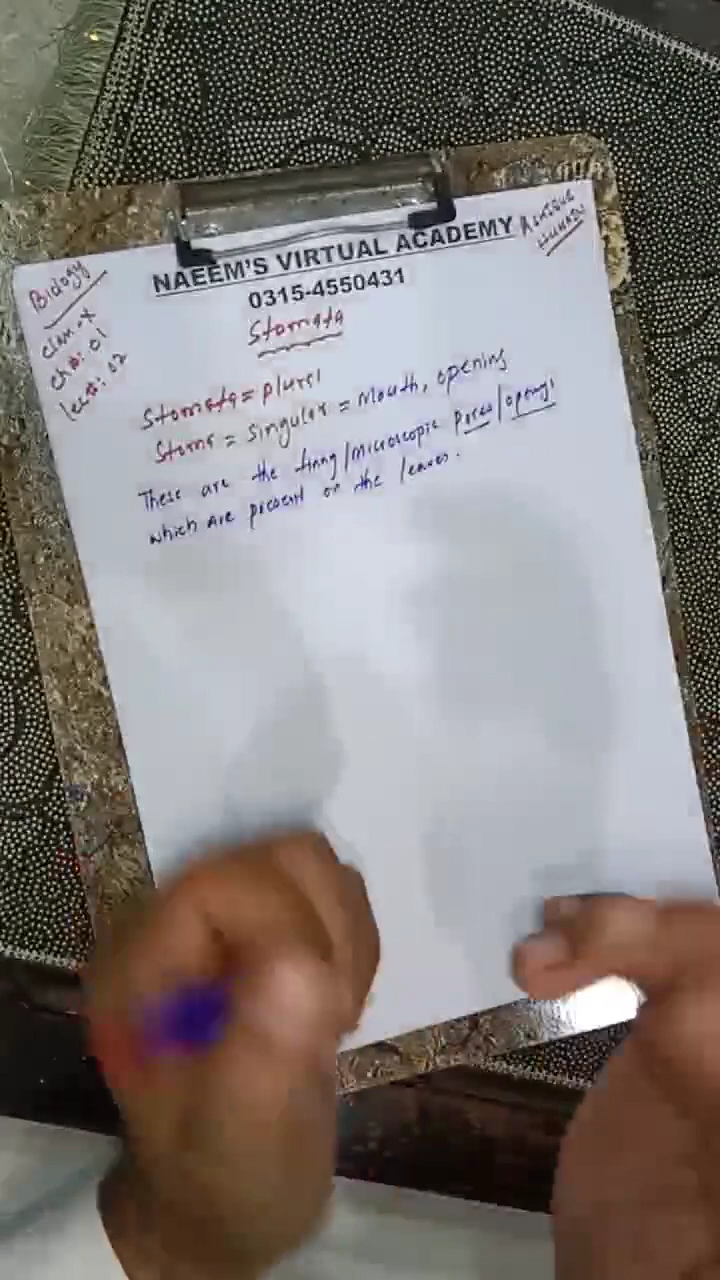 NAEEM'S VIRTUAL ACADEMY
0315-4550431
Biology
Class: X
Ch#: 01
Lec#: 02
Stomata
Stomata = plural
Stoma = singular = Mouth, opening
These are the tinny/microscopic pores/openings
which are present on the leaves.